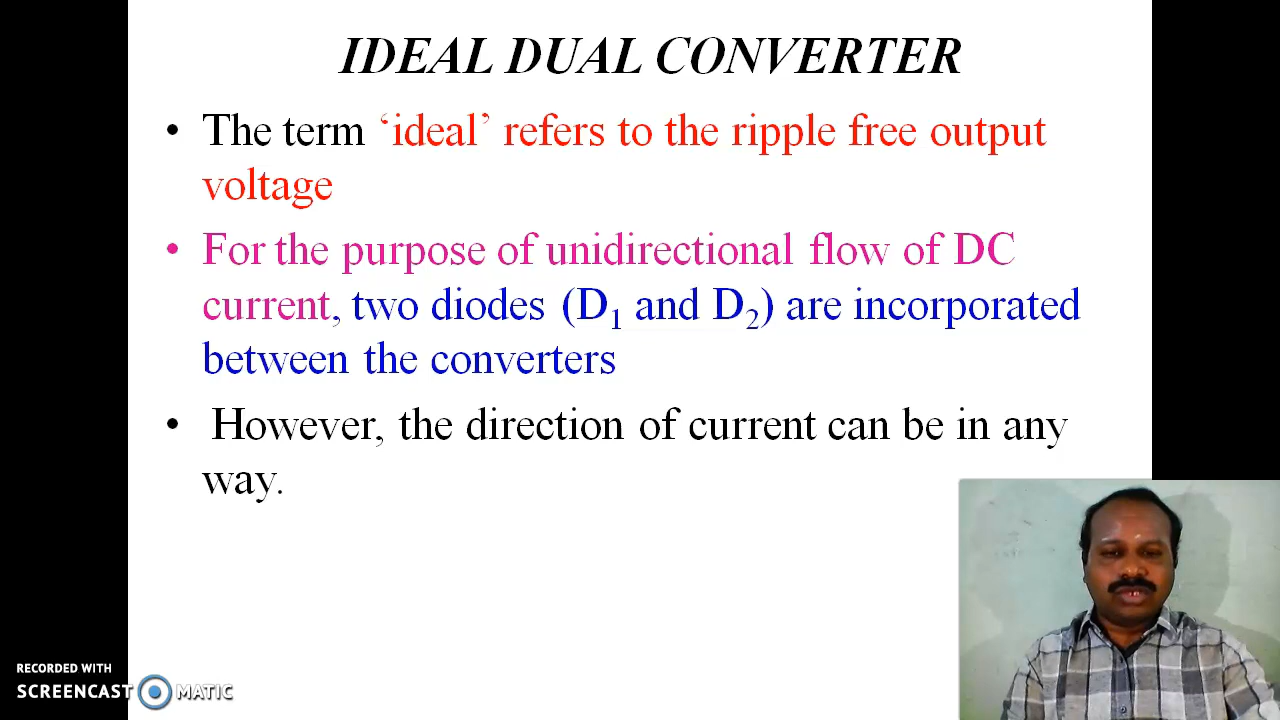 IDEAL DUAL CONVERTER
• The term ‘ideal’ refers to the ripple free output
voltage
• For the purpose of unidirectional flow of DC
current, two diodes (D₁ and D₂) are incorporated
between the converters
• However, the direction of current can be in any
way.
RECORDED WITH
SCREENCAST MATIC